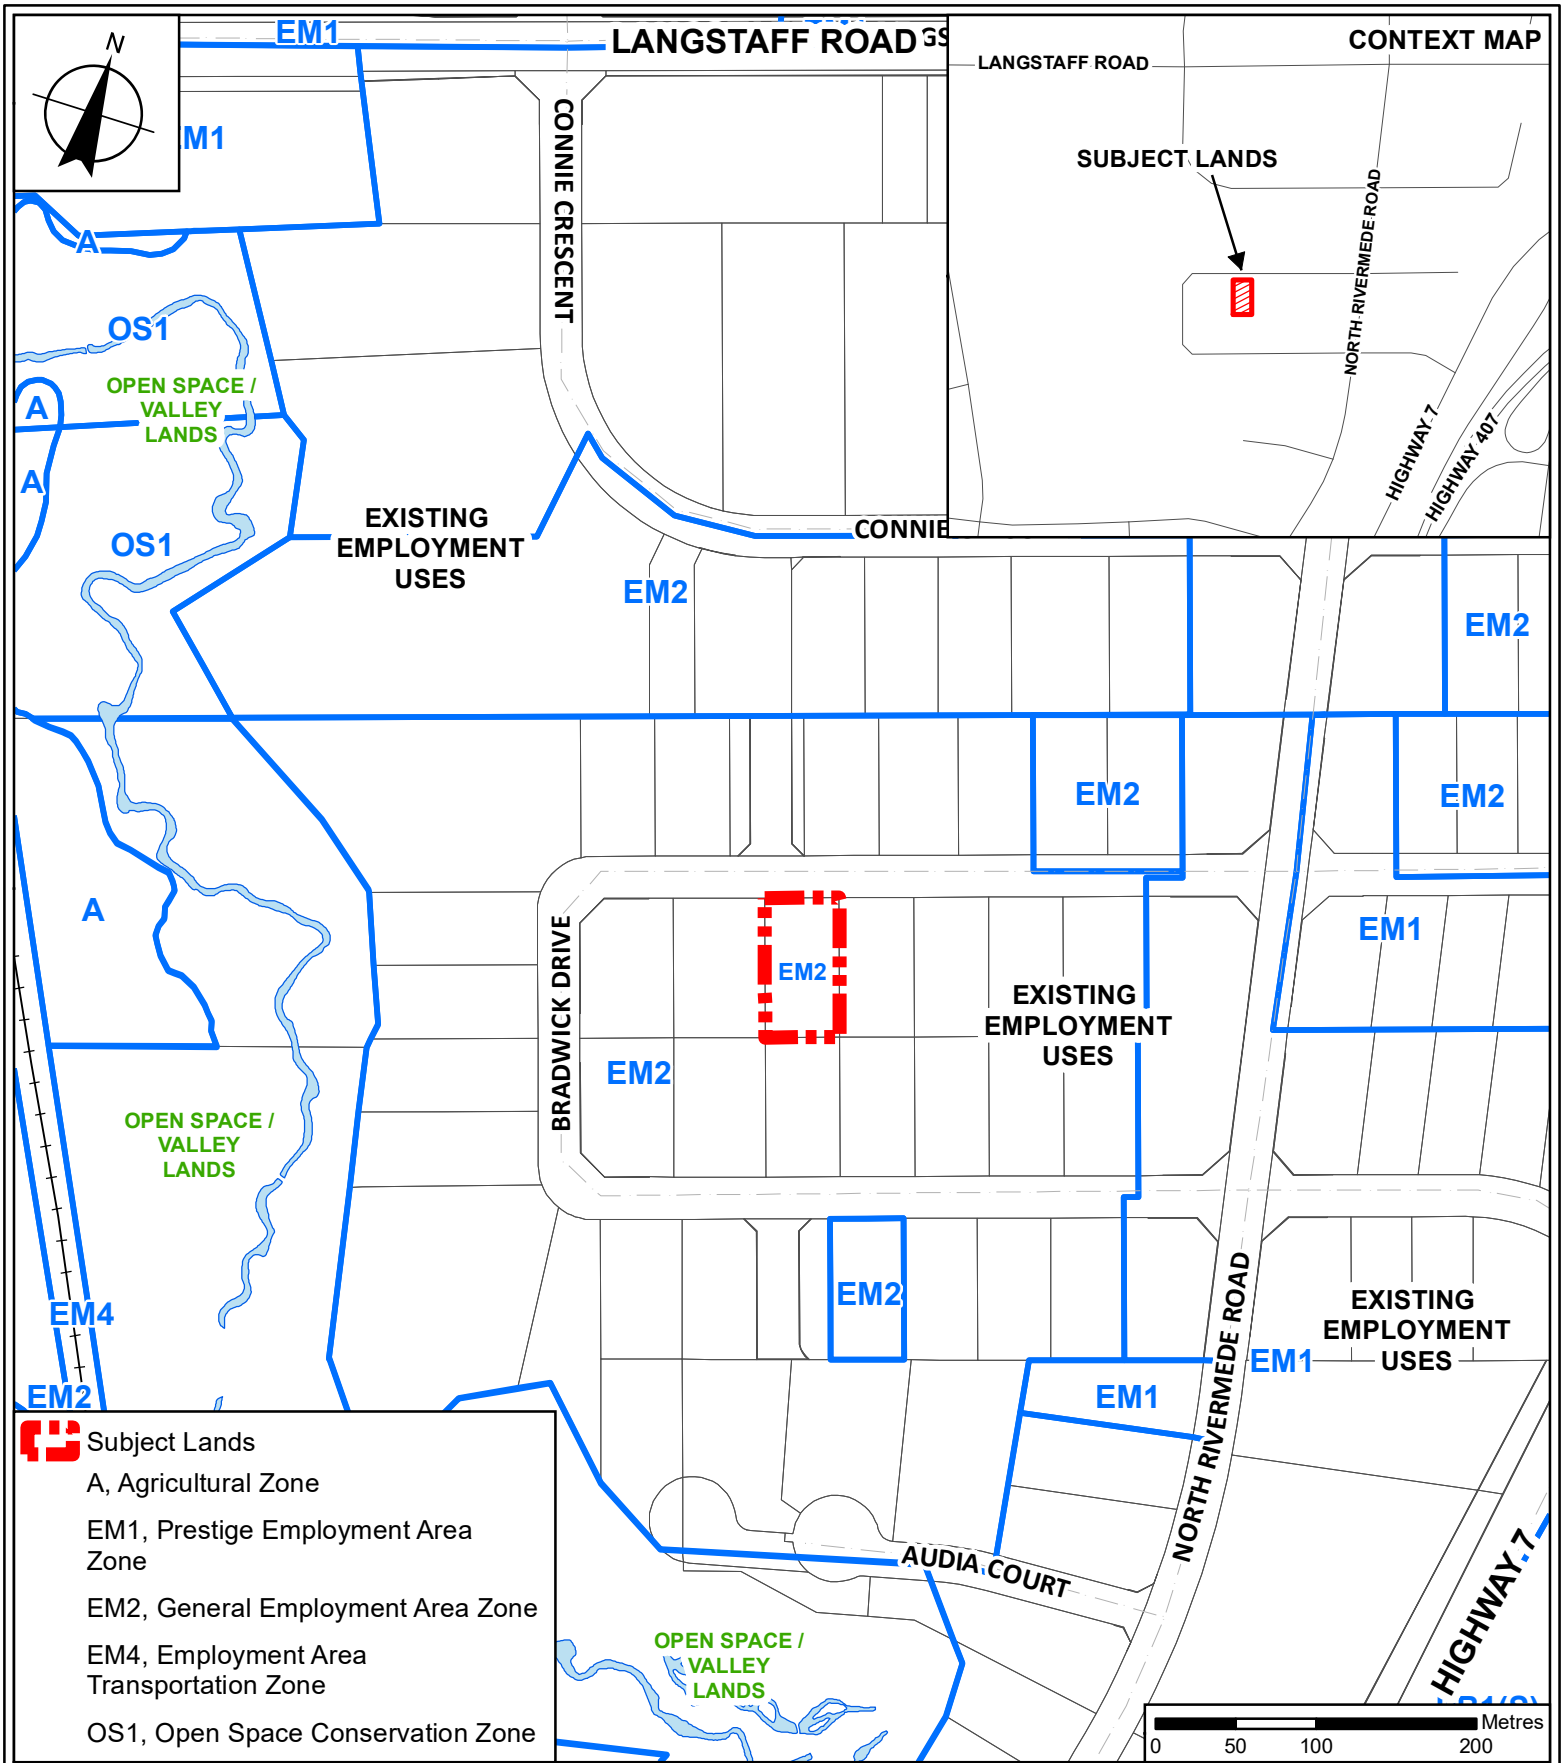 N
EM1
LANGSTAFF ROAD
CONTEXT MAP
LANGSTAFF ROAD
SUBJECT LANDS
NORTH RIVERMEDE ROAD
HIGHWAY 7
HIGHWAY 407
EM1
CONNIE CRESCENT
A
OS1
OPEN SPACE /
VALLEY
LANDS
A
A
OS1
EXISTING
EMPLOYMENT
USES
CONNIE
EM2
EM2
EM2
EM2
A
BRADWICK DRIVE
EM2
EM1
EXISTING
EMPLOYMENT
USES
EM2
OPEN SPACE /
VALLEY
LANDS
EM2
EM4
EM2
NORTH RIVERMEDE ROAD
EXISTING
EMPLOYMENT
USES
EM1
EM1
AUDIA COURT
HIGHWAY 7
OPEN SPACE /
VALLEY
LANDS
Subject Lands
A, Agricultural Zone
EM1, Prestige Employment Area
Zone
EM2, General Employment Area Zone
EM4, Employment Area
Transportation Zone
OS1, Open Space Conservation Zone
Metres
0 50 100 200